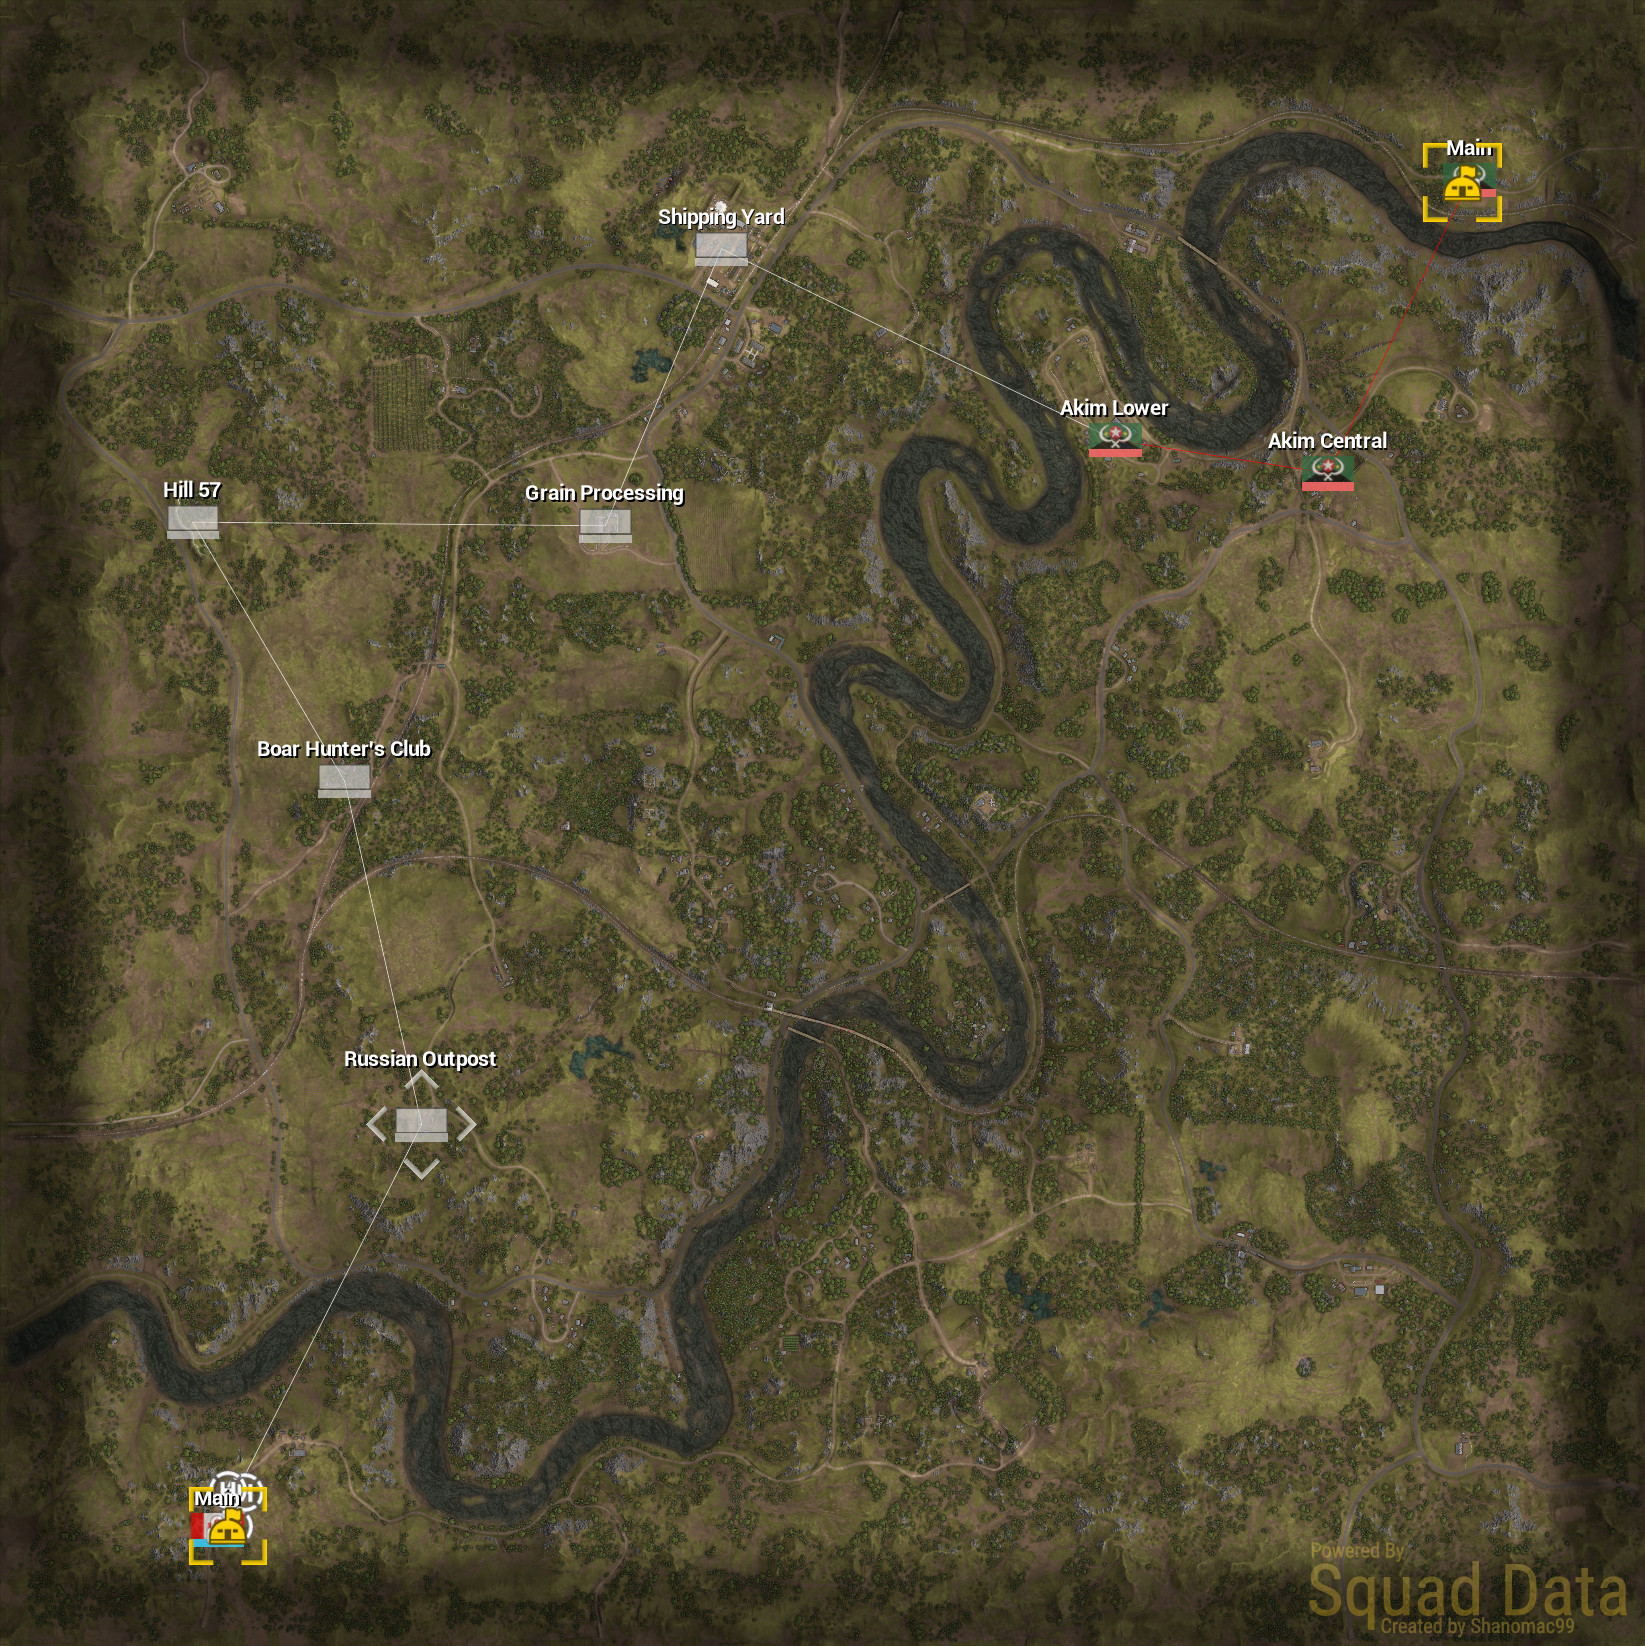 Main
Shipping Yard
Akim Lower
Akim Central
Hill 57
Grain Processing
Boar Hunter's Club
Russian Outpost
Main
Powered By
Squad Data
Created by Shanomac99